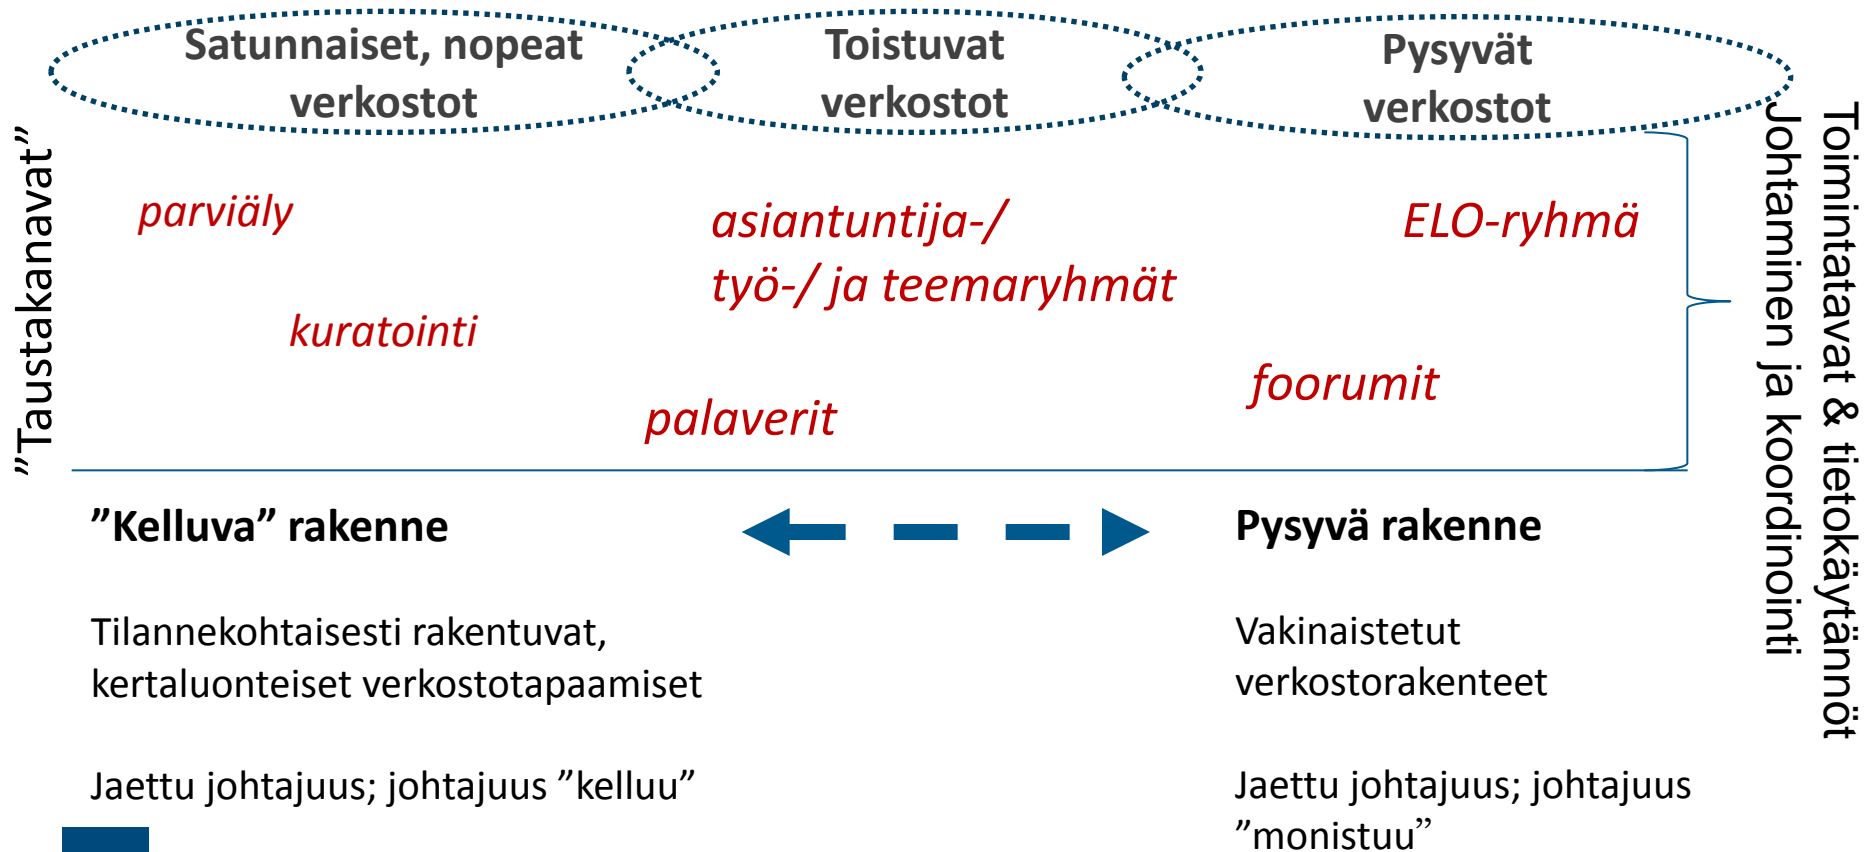 Satunnaiset, nopeat
verkostot
Toistuvat
verkostot
Pysyvät
verkostot
”Taustakanavat”
parviäly
kuratointi
palaverit
asiantuntija-/
työ-/ ja teemaryhmät
ELO-ryhmä
foorumit
Toimintatavat & tietokäytännöt
Johtaminen ja koordinointi
”Kelluva” rakenne
Tilannekohtaisesti rakentuvat,
kertaluonteiset verkostotapaamiset
Jaettu johtajuus; johtajuus ”kelluu”
Pysyvä rakenne
Vakinaistetut
verkostorakenteet
Jaettu johtajuus; johtajuus
”monistuu”